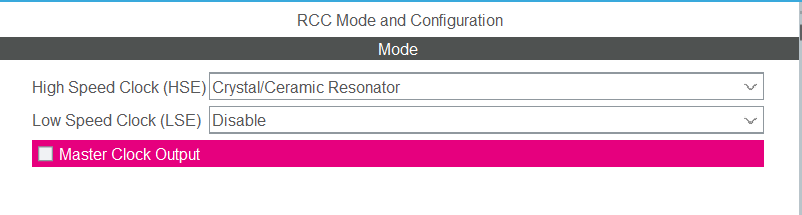 RCC Mode and Configuration
Mode
High Speed Clock (HSE) Crystal/Ceramic Resonator
Low Speed Clock (LSE) Disable
Master Clock Output